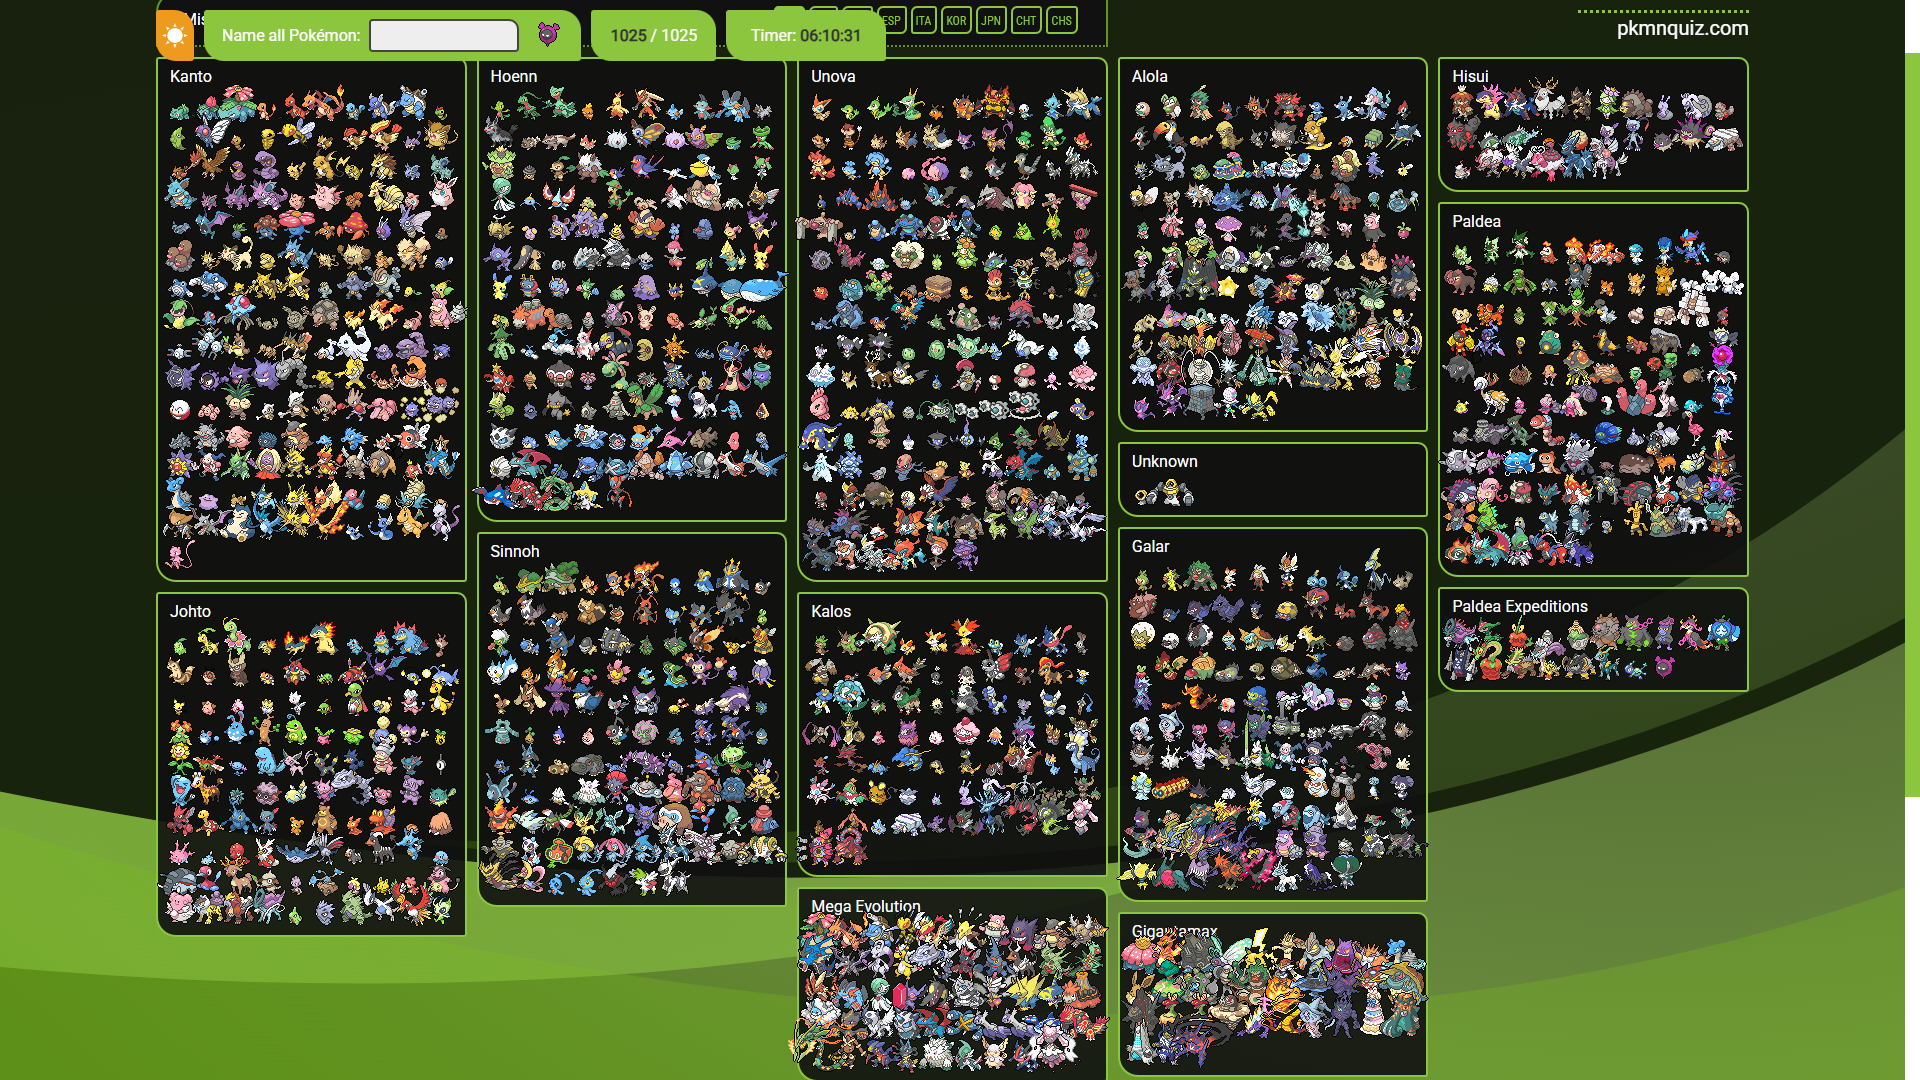 Mis
Name all Pokémon:
1025 / 1025
Timer: 06:10:31
ESP
ITA
KOR
JPN
CHT
CHS
pkmnquiz.com
Kanto
Hoenn
Unova
Alola
Hisui
Paldea
Unknown
Galar
Sinnoh
Johto
Kalos
Paldea Expeditions
Mega Evolution
Gigantamax